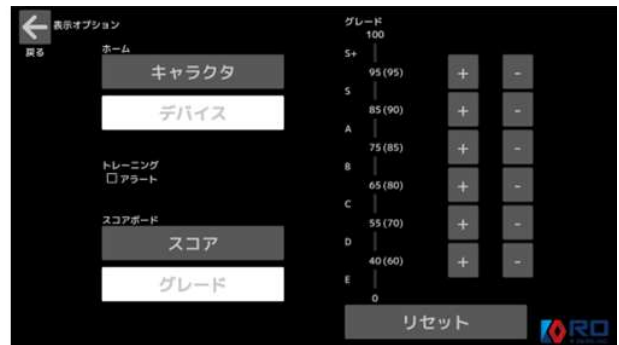 表示オプション
戻る
ホーム
キャラクタ
デバイス
トレーニング
アラート
スコアボード
スコア
グレード
グレード
100
S+
95(95)
+ -
S
85(90)
+ -
A
75(85)
+ -
B
65(80)
+ -
C
55(70)
+ -
D
40(60)
+ -
E
0
リセット
RD